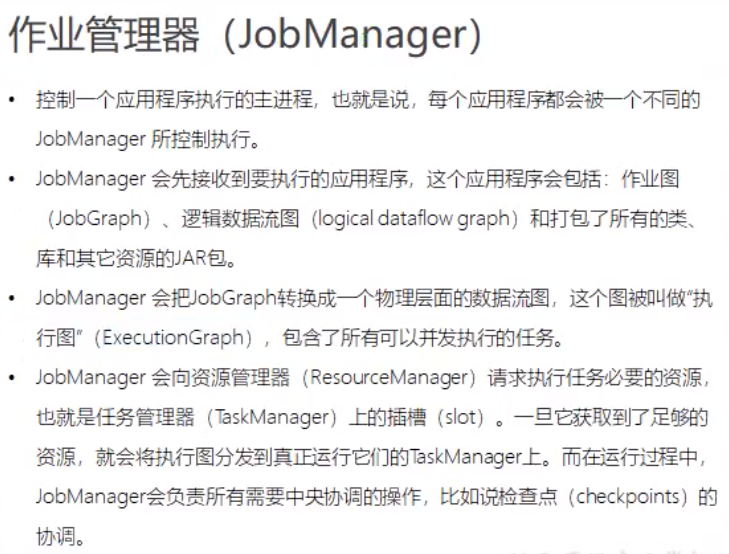 作业管理器（JobManager）
• 控制一个应用程序执行的主进程，也就是说，每个应用程序都会被一个不同的
JobManager 所控制执行。
• JobManager 会先接收到要执行的应用程序，这个应用程序会包括：作业图
（JobGraph）、逻辑数据流图（logical dataflow graph）和打包了所有的类、
库和其它资源的JAR包。
• JobManager 会把JobGraph转换成一个物理层面的数据流图，这个图被叫做“执
行图”（ExecutionGraph），包含了所有可以并发执行的任务。
• JobManager 会向资源管理器（ResourceManager）请求执行任务必要的资源，
也就是任务管理器（TaskManager）上的插槽（slot）。一旦它获取到了足够的
资源，就会将执行图分发到真正运行它们的TaskManager上。而在运行过程中，
JobManager会负责所有需要中央协调的操作，比如说检查点（checkpoints）的
协调。